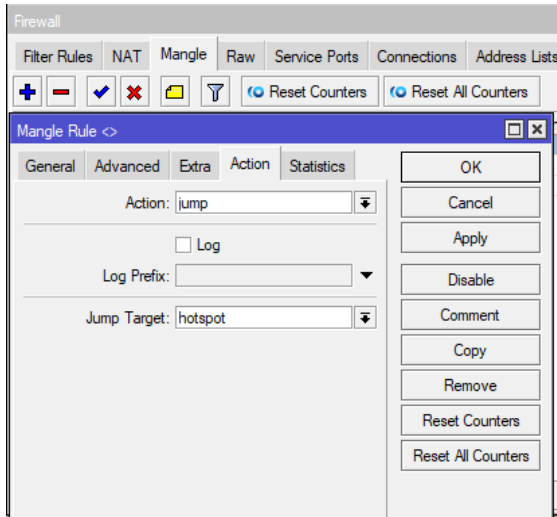 Firewall
Filter Rules NAT Mangle Raw Service Ports Connections Address Lists
Reset Counters Reset All Counters
Mangle Rule <>
General Advanced Extra Action Statistics
OK
Action: jump
Cancel
Log
Apply
Log Prefix:
Disable
Jump Target: hotspot
Comment
Copy
Remove
Reset Counters
Reset All Counters